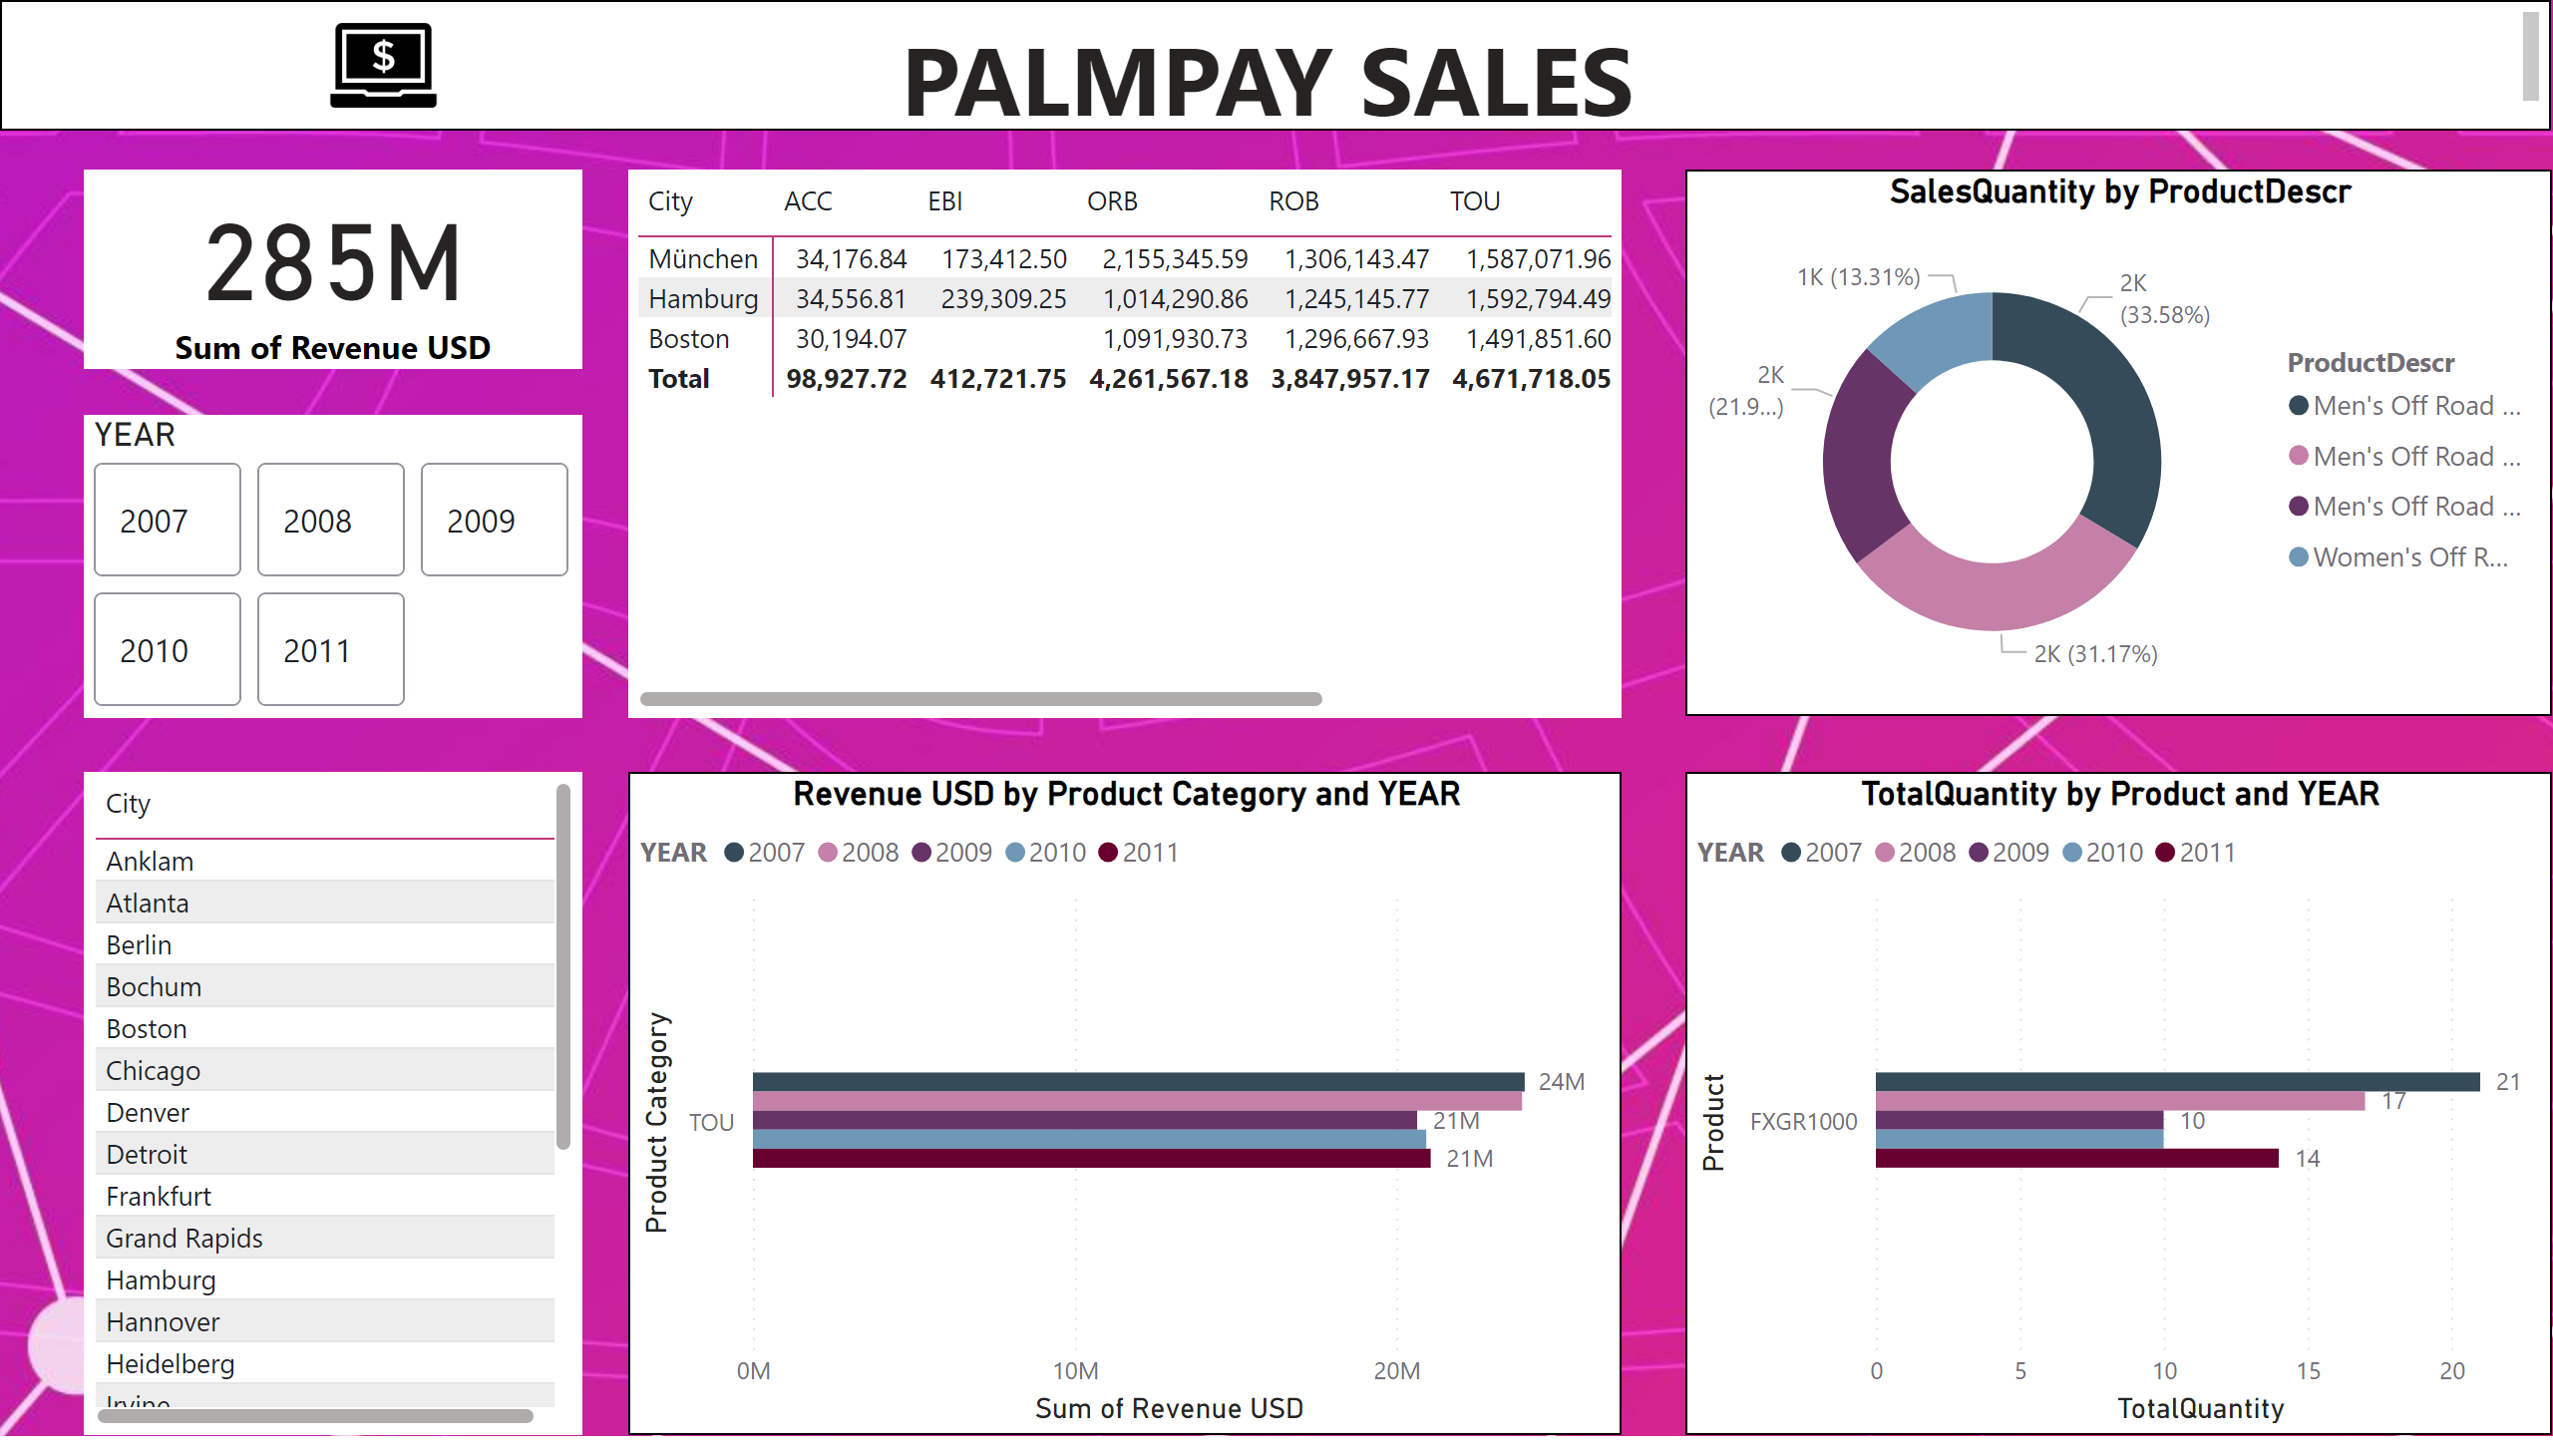 $
PALMPAY SALES
285M
Sum of Revenue USD
YEAR
2007 2008 2009
2010 2011
City ACC EBI ORB ROB TOU
München 34,176.84 173,412.50 2,155,345.59 1,306,143.47 1,587,071.96
Hamburg 34,556.81 239,309.25 1,014,290.86 1,245,145.77 1,592,794.49
Boston 30,194.07 1,091,930.73 1,296,667.93 1,491,851.60
Total 98,927.72 412,721.75 4,261,567.18 3,847,957.17 4,671,718.05
SalesQuantity by ProductDescr
1K (13.31%)
2K
(33.58%)
2K
(21.9...)
2K (31.17%)
ProductDescr
Men's Off Road ...
Men's Off Road ...
Men's Off Road ...
Women's Off R...
City
Anklam
Atlanta
Berlin
Bochum
Boston
Chicago
Denver
Detroit
Frankfurt
Grand Rapids
Hamburg
Hannover
Heidelberg
Irvine
Revenue USD by Product Category and YEAR
YEAR 2007 2008 2009 2010 2011
Product Category
TOU
24M
21M
21M
0M 10M 20M
Sum of Revenue USD
TotalQuantity by Product and YEAR
YEAR 2007 2008 2009 2010 2011
Product
FXGR1000
21
17
10
14
0 5 10 15 20
TotalQuantity